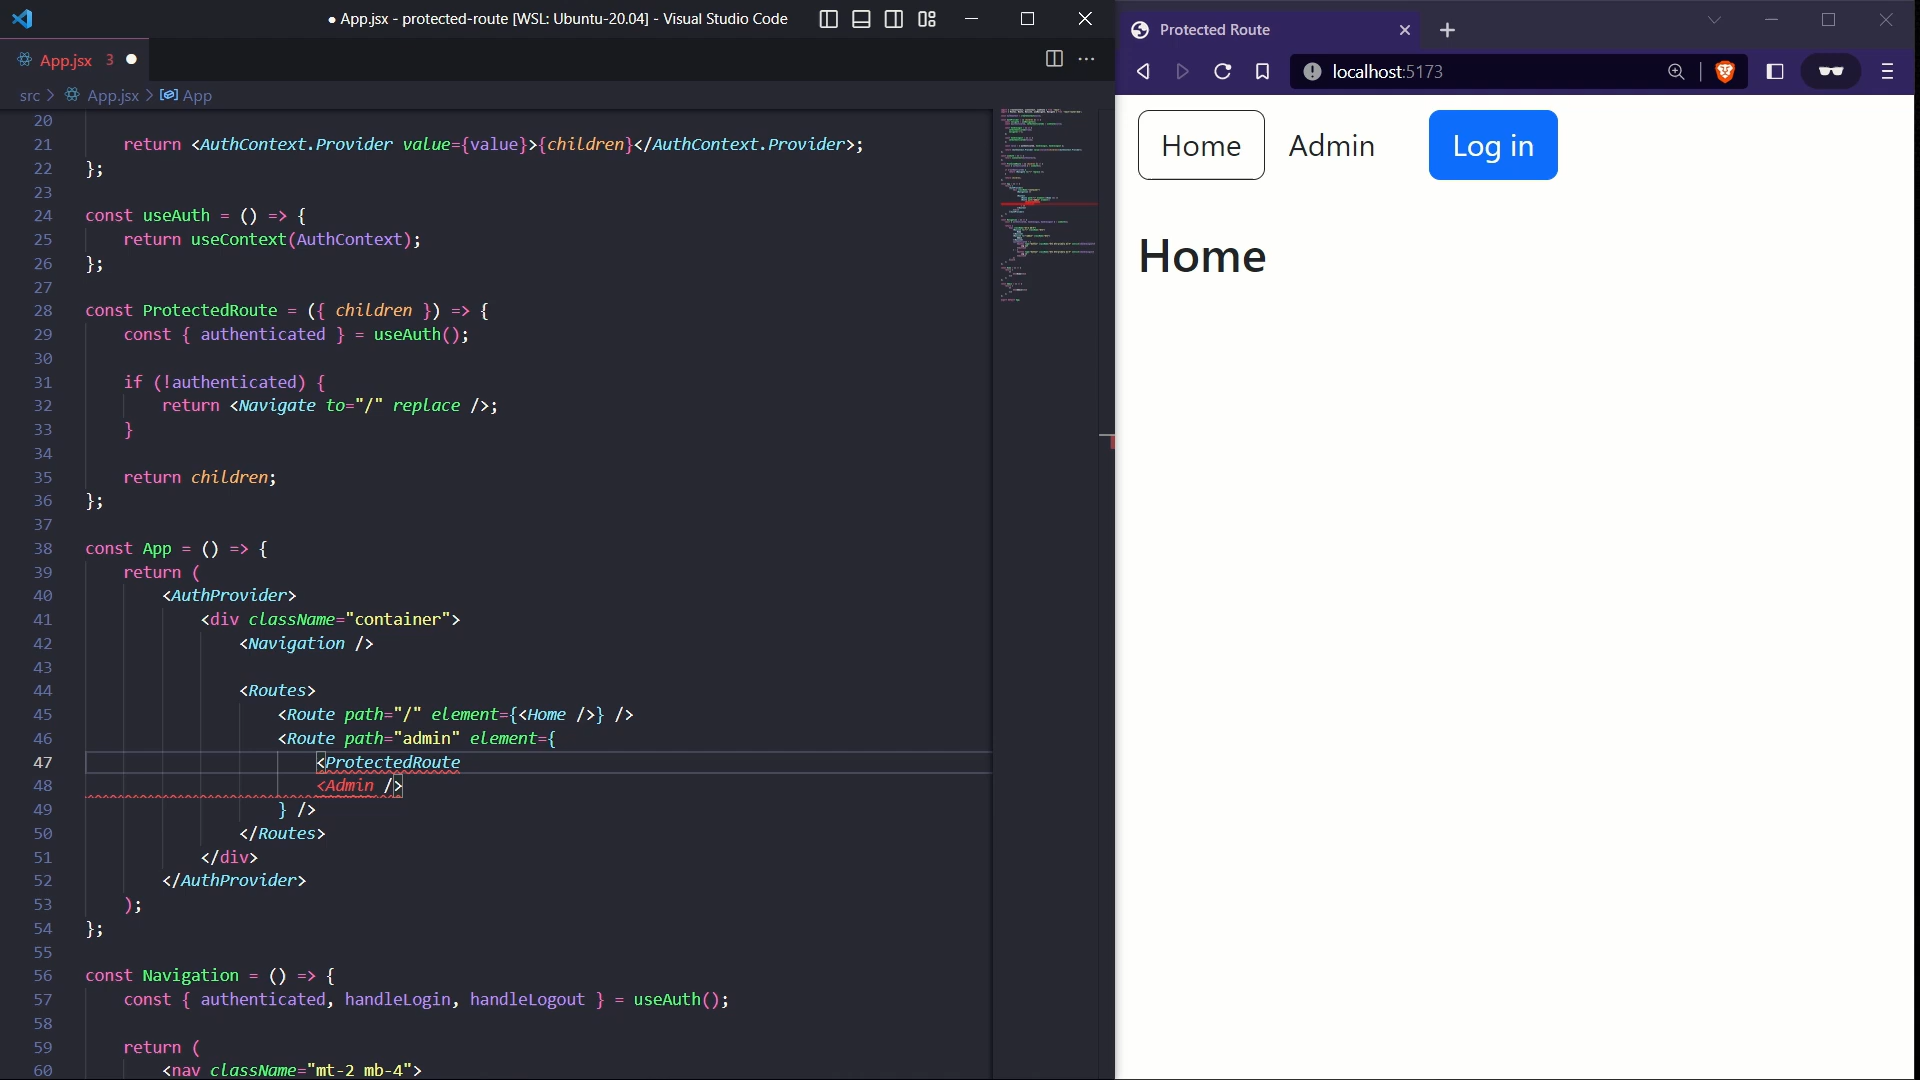 ● App.jsx - protected-route [WSL: Ubuntu-20.04] - Visual Studio Code
App.jsx 3 ●
src > App.jsx > App
20
21 return <AuthContext.Provider value={value}>{children}</AuthContext.Provider>;
22 };
23
24 const useAuth = () => {
25 return useContext(AuthContext);
26 };
27
28 const ProtectedRoute = ({ children }) => {
29 const { authenticated } = useAuth();
30
31 if (!authenticated) {
32 return <Navigate to="/" replace />;
33 }
34
35 return children;
36 };
37
38 const App = () => {
39 return (
40 <AuthProvider>
41 <div className="container">
42 <Navigation />
43
44 <Routes>
45 <Route path="/" element={<Home />} />
46 <Route path="admin" element={
47 <ProtectedRoute
48 <Admin />
49 } />
50 </Routes>
51 </div>
52 </AuthProvider>
53 );
54 };
55
56 const Navigation = () => {
57 const { authenticated, handleLogin, handleLogout } = useAuth();
58
59 return (
60 <nav className="mt-2 mb-4">
Protected Route
localhost:5173
Home Admin Log in
Home